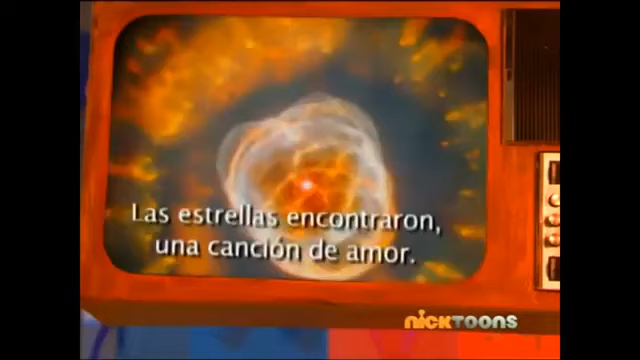 Las estrellas encontraron,
una canción de amor.
nickTOONS